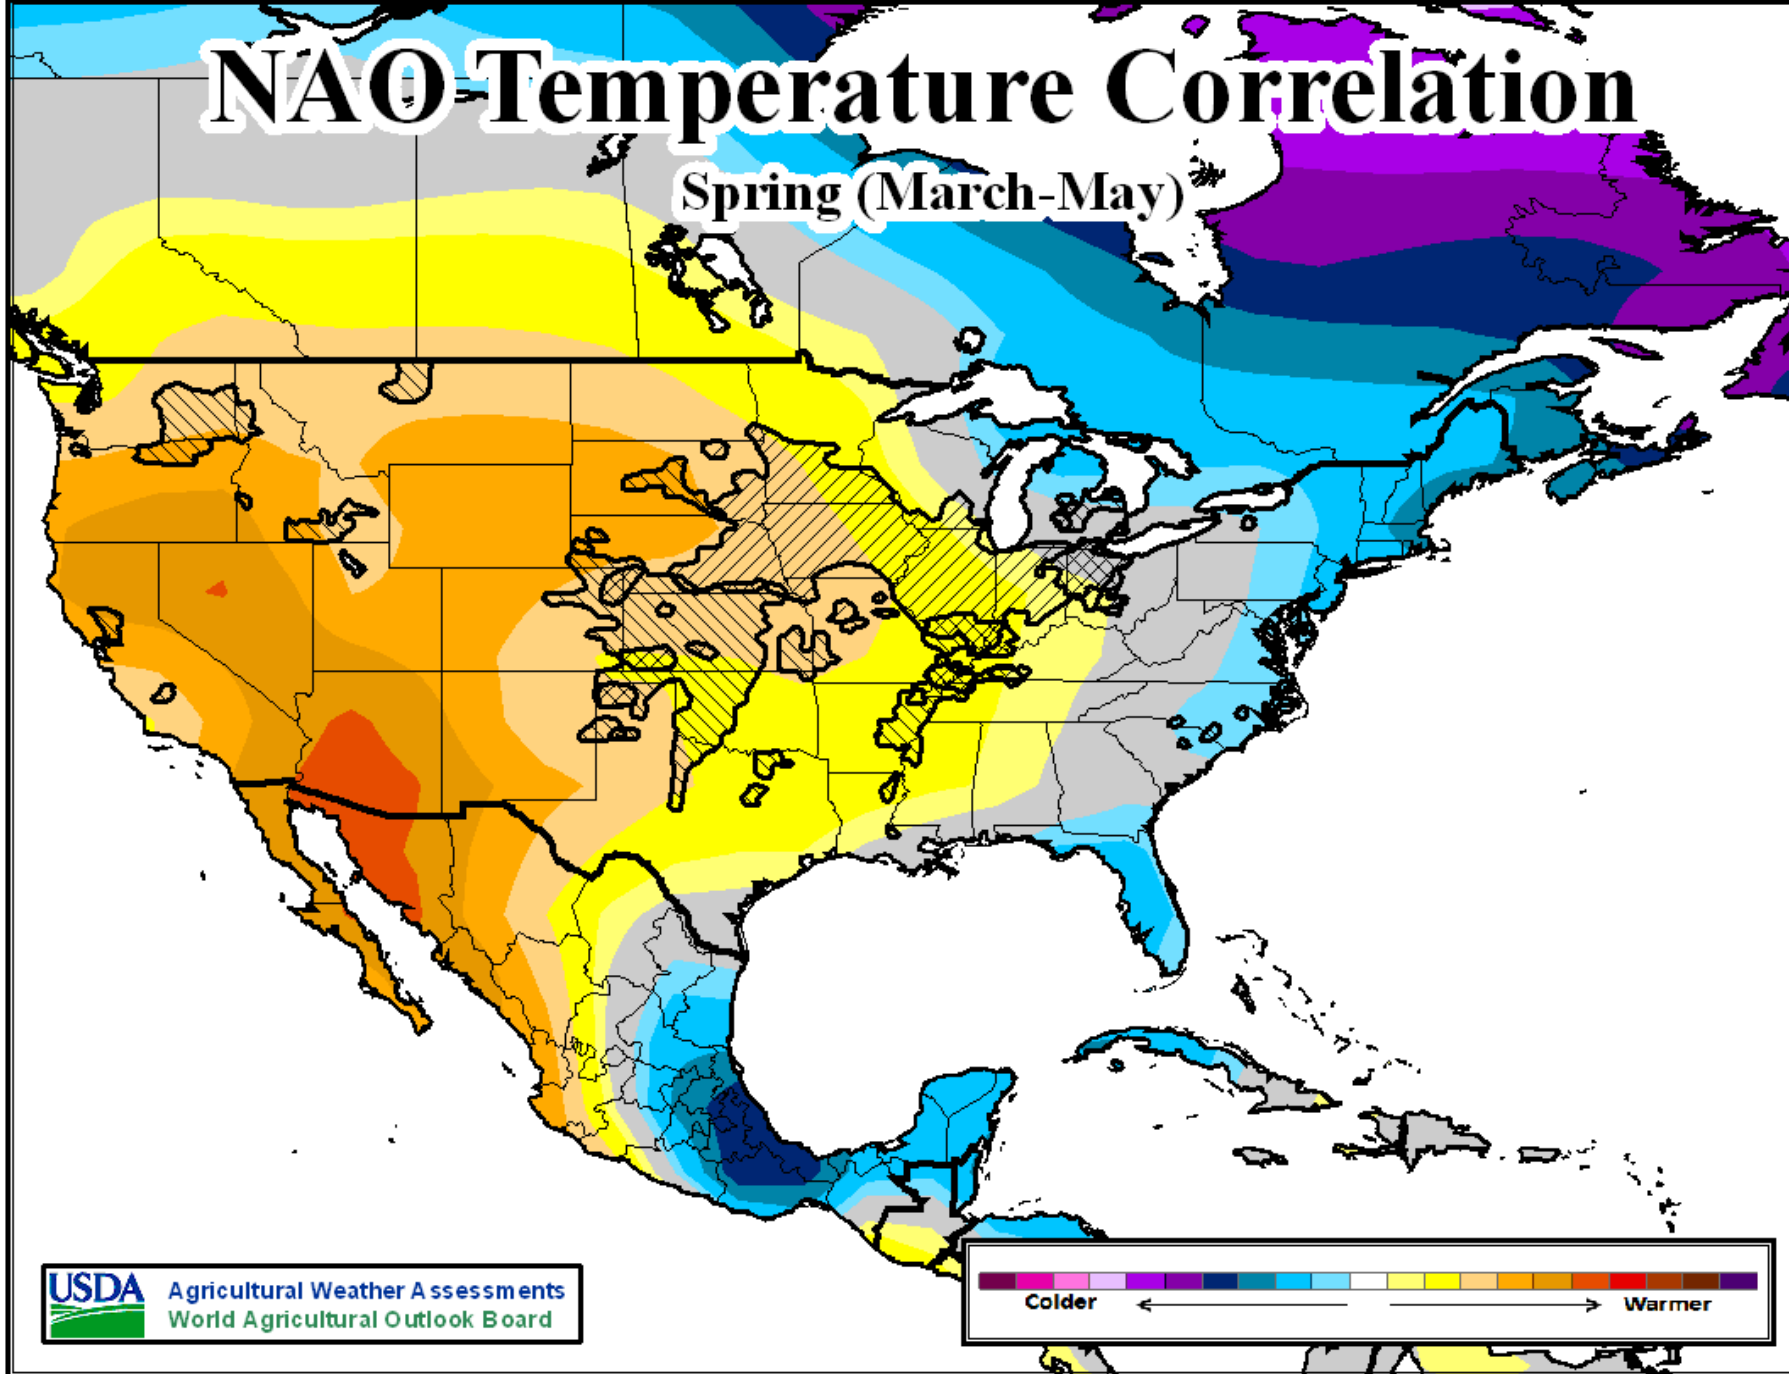 NAO Temperature Correlation
Spring (March-May)
USDA
Agricultural Weather Assessments
World Agricultural Outlook Board
Colder
Warmer